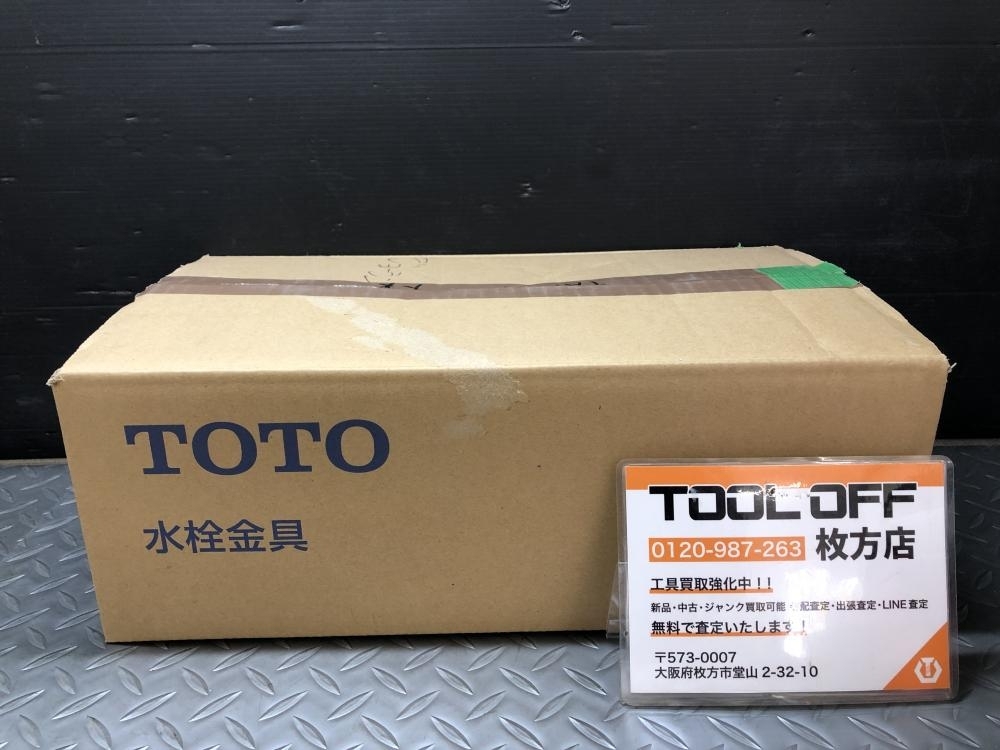 TOTO
水栓金具
TOOL OFF
0120-987-263 枚方店
工具買取強化中!!
新品・中古・ジャンク買取可能 配査定・出張査定・LINE査定
無料で査定いたします!
〒573-0007
大阪府枚方市堂山 2-32-10